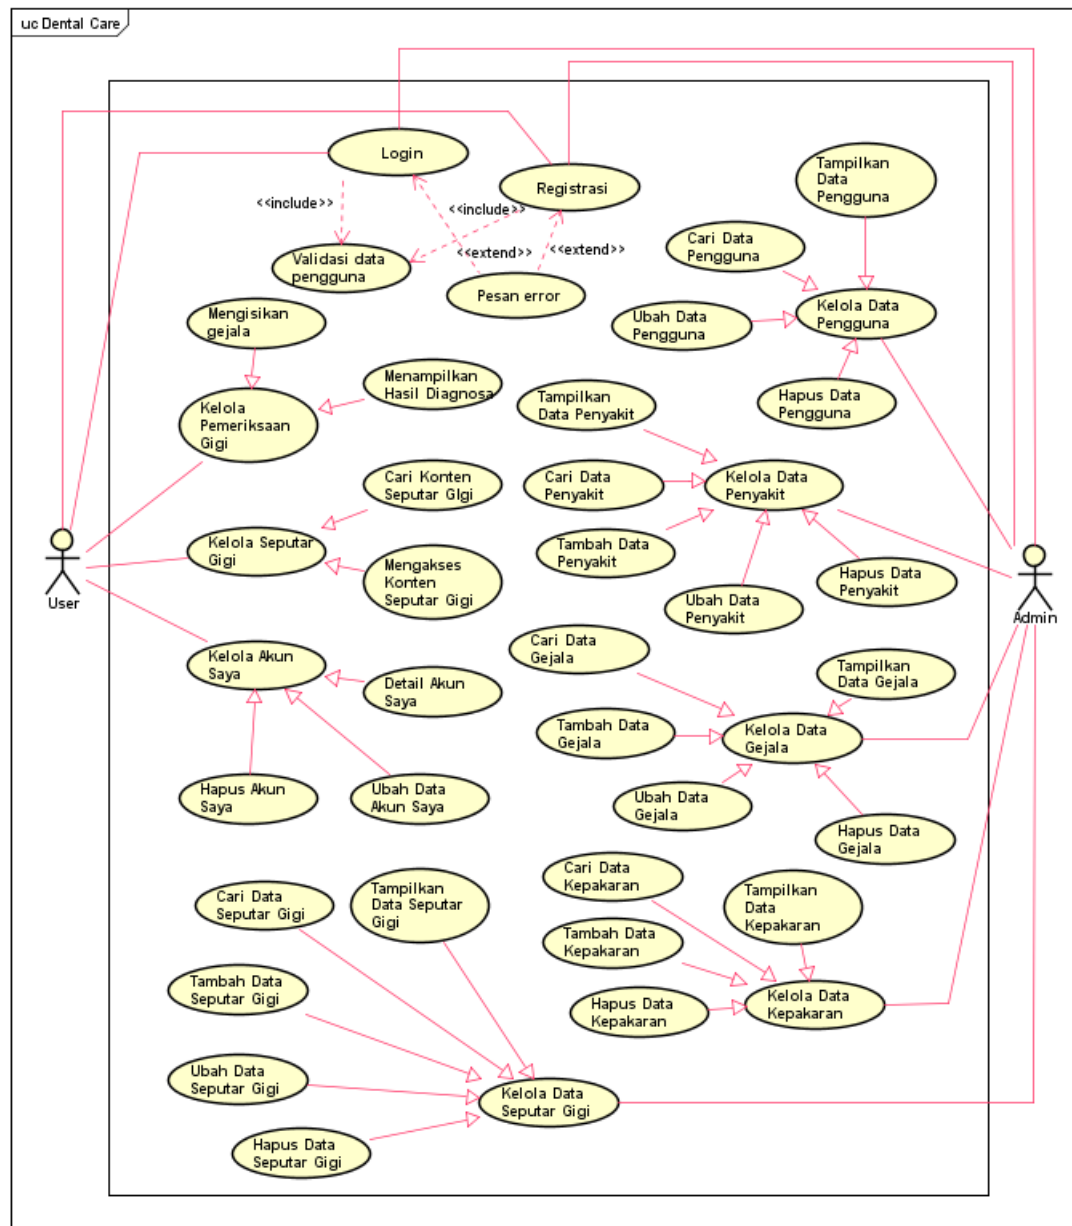 uc Dental Care
Login
Registrasi
<<include>>
<<include>>
<<extend>>
<<extend>>
Validasi data
pengguna
Pesan error
Tampilkan
Data
Pengguna
Cari Data
Pengguna
Kelola Data
Pengguna
Ubah Data
Pengguna
Hapus Data
Pengguna
Mengisikan
gejala
Menampilkan
Hasil Diagnosa
Kelola
Pemeriksaan
Gigi
Tampilkan
Data Penyakit
Cari Data
Penyakit
Kelola Data
Penyakit
Tambah Data
Penyakit
Ubah Data
Penyakit
Hapus Data
Penyakit
Cari Konten
Seputar GIgi
Kelola Seputar
Gigi
Mengakses
Konten
Seputar Gigi
User
Admin
Kelola Akun
Saya
Detail Akun
Saya
Hapus Akun
Saya
Ubah Data
Akun Saya
Cari Data
Gejala
Tampilkan
Data Gejala
Tambah Data
Gejala
Kelola Data
Gejala
Ubah Data
Gejala
Hapus Data
Gejala
Cari Data
Kepakaran
Tampilkan
Data
Kepakaran
Tambah Data
Kepakaran
Hapus Data
Kepakaran
Kelola Data
Kepakaran
Cari Data
Seputar Gigi
Tampilkan
Data Seputar
Gigi
Tambah Data
Seputar Gigi
Ubah Data
Seputar Gigi
Kelola Data
Seputar Gigi
Hapus Data
Seputar Gigi